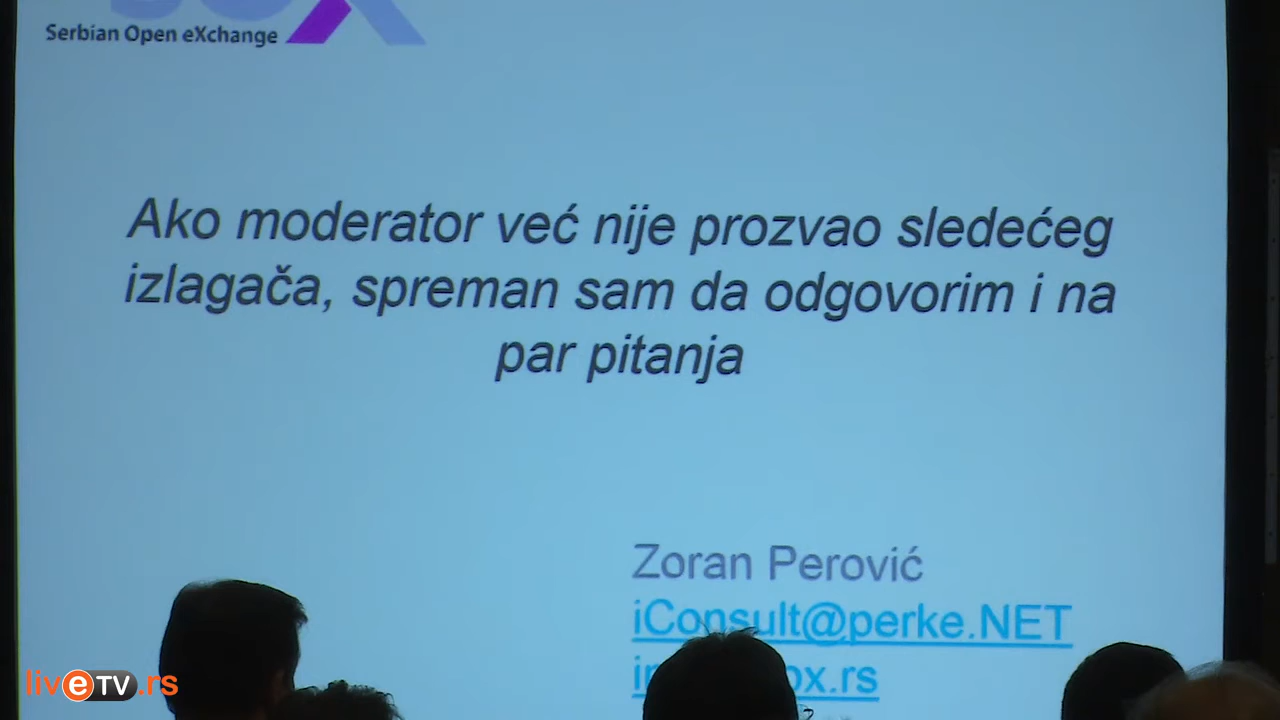 Serbian Open eXchange
Ako moderator već nije prozvao sledećeg
izlagača, spreman sam da odgovorim i na
par pitanja
Zoran Perović
iConsult@perke.NET
liveTV.rs